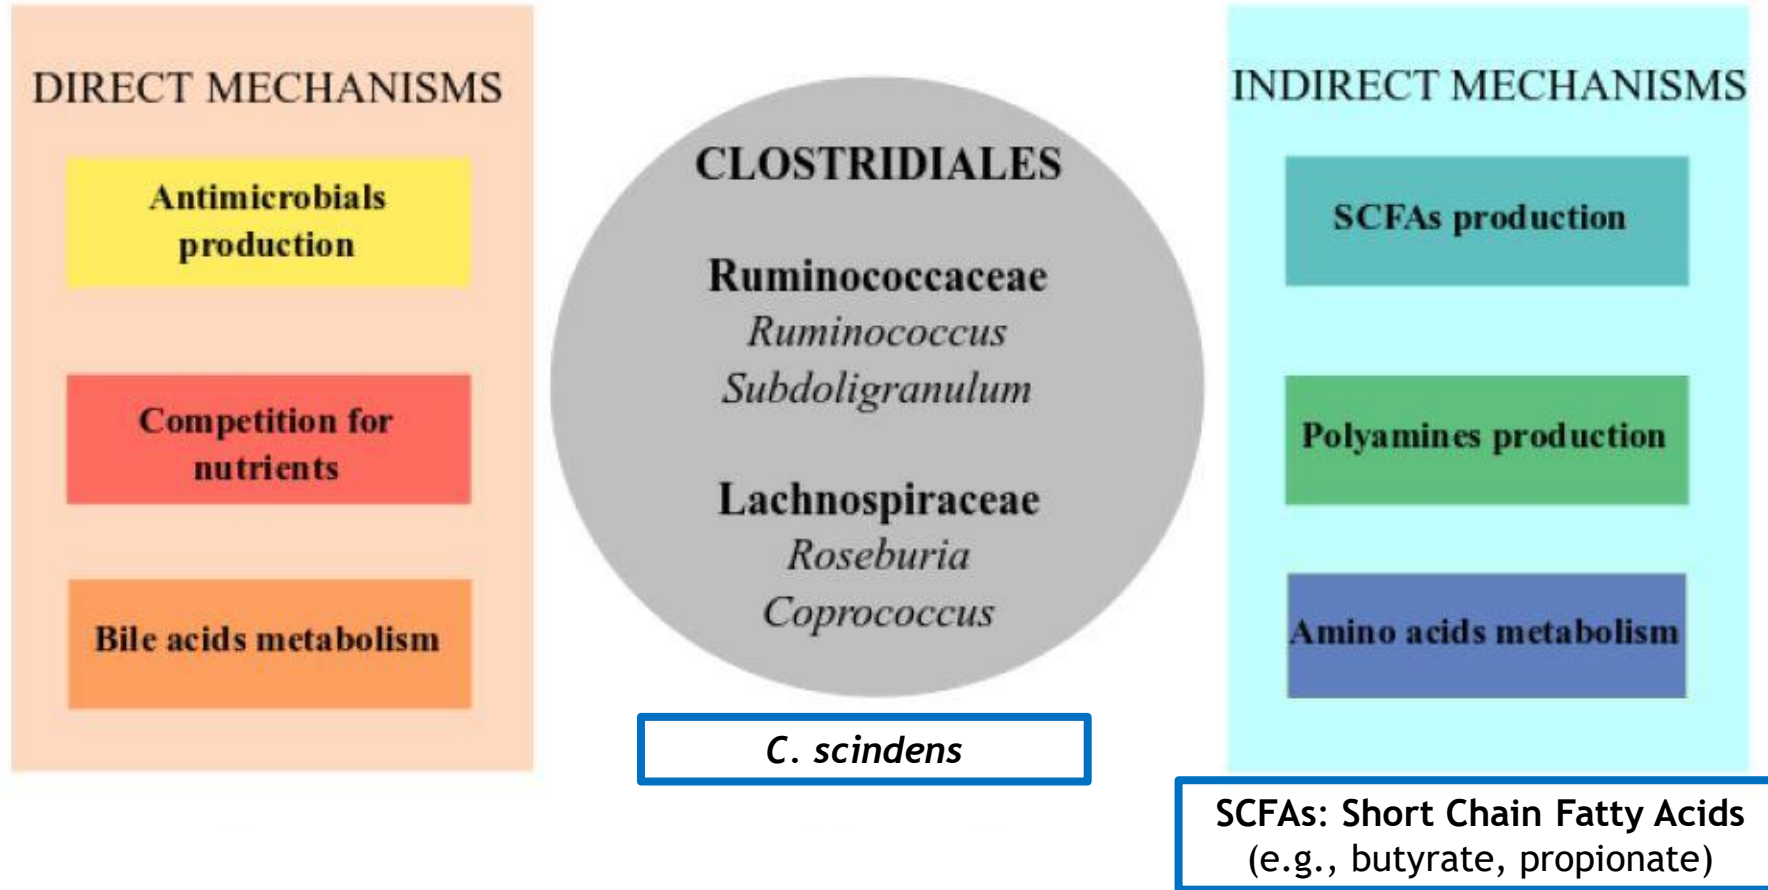 DIRECT MECHANISMS
Antimicrobials
production
Competition for
nutrients
Bile acids metabolism
CLOSTRIDIALES
Ruminococcaceae
Ruminococcus
Subdoligranulum
Lachnospiraceae
Roseburia
Coprococcus
C. scindens
INDIRECT MECHANISMS
SCFAs production
Polyamines production
Amino acids metabolism
SCFAs: Short Chain Fatty Acids
(e.g., butyrate, propionate)